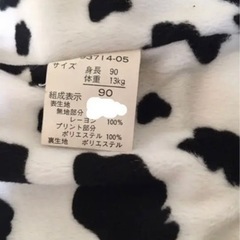 3714-05
サイズ 身長 90
体重 13kg
組成表示 90
表生地
無地部分
レーヨン 100%
プリント部分
ポリエステル 100%
裏生地 ポリエステル